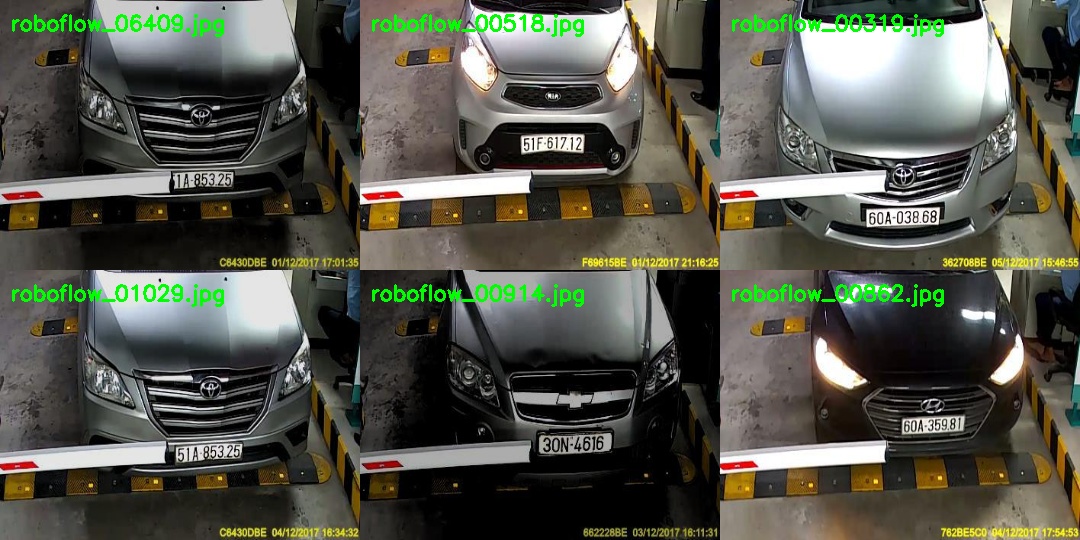 roboflow_06409.jpg
1A-853.25
C6430DBE 01/12/2017 17:01:35
roboflow_00518.jpg
KIA
51F-617.12
F69615BE 01/12/2017 21:16:25
roboflow_00319.jpg
60A-038.68
362708BE 05/12/2017 15:46:55
roboflow_01029.jpg
51A-853.25
C6430DBE 04/12/2017 16:34:32
roboflow_00914.jpg
30N-4616
662228BE 03/12/2017 16:11:31
roboflow_00862.jpg
60A-359.81
762BE5C0 04/12/2017 17:54:53